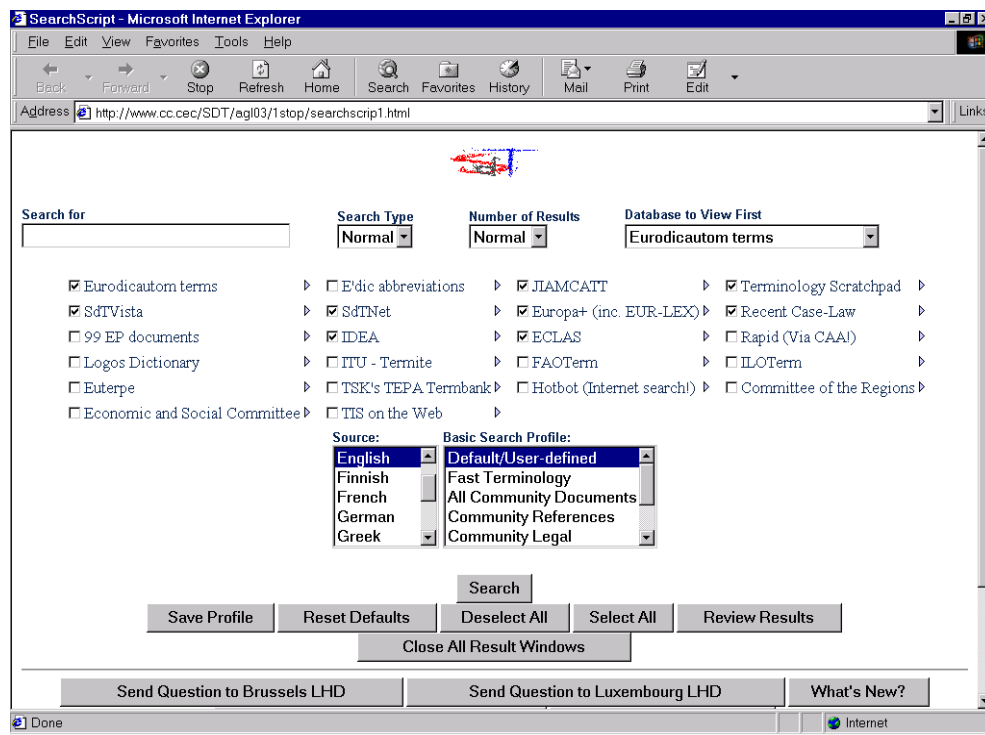 SearchScript - Microsoft Internet Explorer
File Edit View Favorites Tools Help
Back Forward Stop Refresh Home Search Favorites History Mail Print Edit
Address http://www.cc.cec/SDT/agl03/1stop/searchscrip1.html Links
Search for Search Type Number of Results Database to View First
Normal Normal Eurodicautom terms
Eurodicautom terms E'dic abbreviations JIAMCATT Terminology Scratchpad
SdTVista SdTNet Europa+ (inc. EUR-LEX) Recent Case-Law
99 EP documents IDEA ECLAS Rapid (Via CAA!)
Logos Dictionary ITU - Termite FAOTerm ILOTerm
Euterpe TSK's TEPA Termbank Hotbot (Internet search!) Committee of the Regions
Economic and Social Committee TIS on the Web
Source: Basic Search Profile:
English Default/User-defined
Finnish Fast Terminology
French All Community Documents
German Community References
Greek Community Legal
Search
Save Profile Reset Defaults Deselect All Select All Review Results
Close All Result Windows
Send Question to Brussels LHD Send Question to Luxembourg LHD What's New?
Done Internet